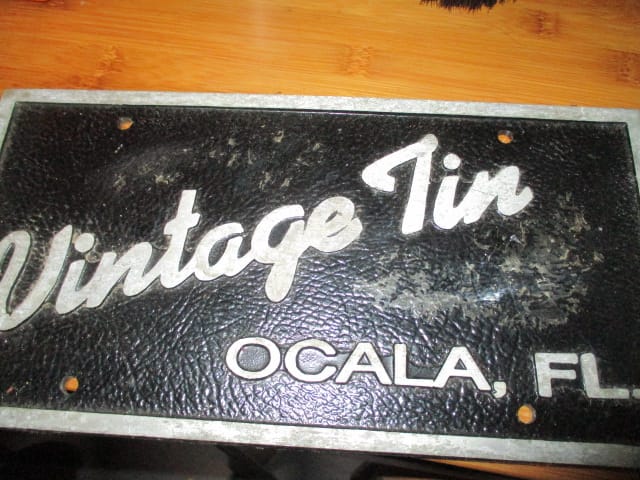 Vintage Tin
OCALA, FL.